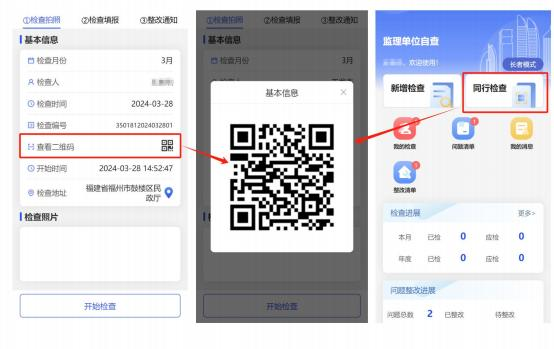 ①检查拍照 ②检查填报 ③整改通知
基本信息
检查月份 3月
检查人
检查时间 2024-03-28
检查编号 3501812024032801
查看二维码
开始时间 2024-03-28 14:52:47
检查地址 福建省福州市鼓楼区民
政厅
检查照片
开始检查
①检查拍照 ②检查填报 ③整改通知
基本信息
检查月份 3月
基本信息
开始检查
监理单位自查
欢迎使用!
长者模式
新增检查 同行检查
我的检查 问题清单 我的消息
整改清单
检查进展 更多>
本月 已检 0 应检 0
年度 已检 0 应检 0
问题整改进展
问题总数 2 已整改 待整改